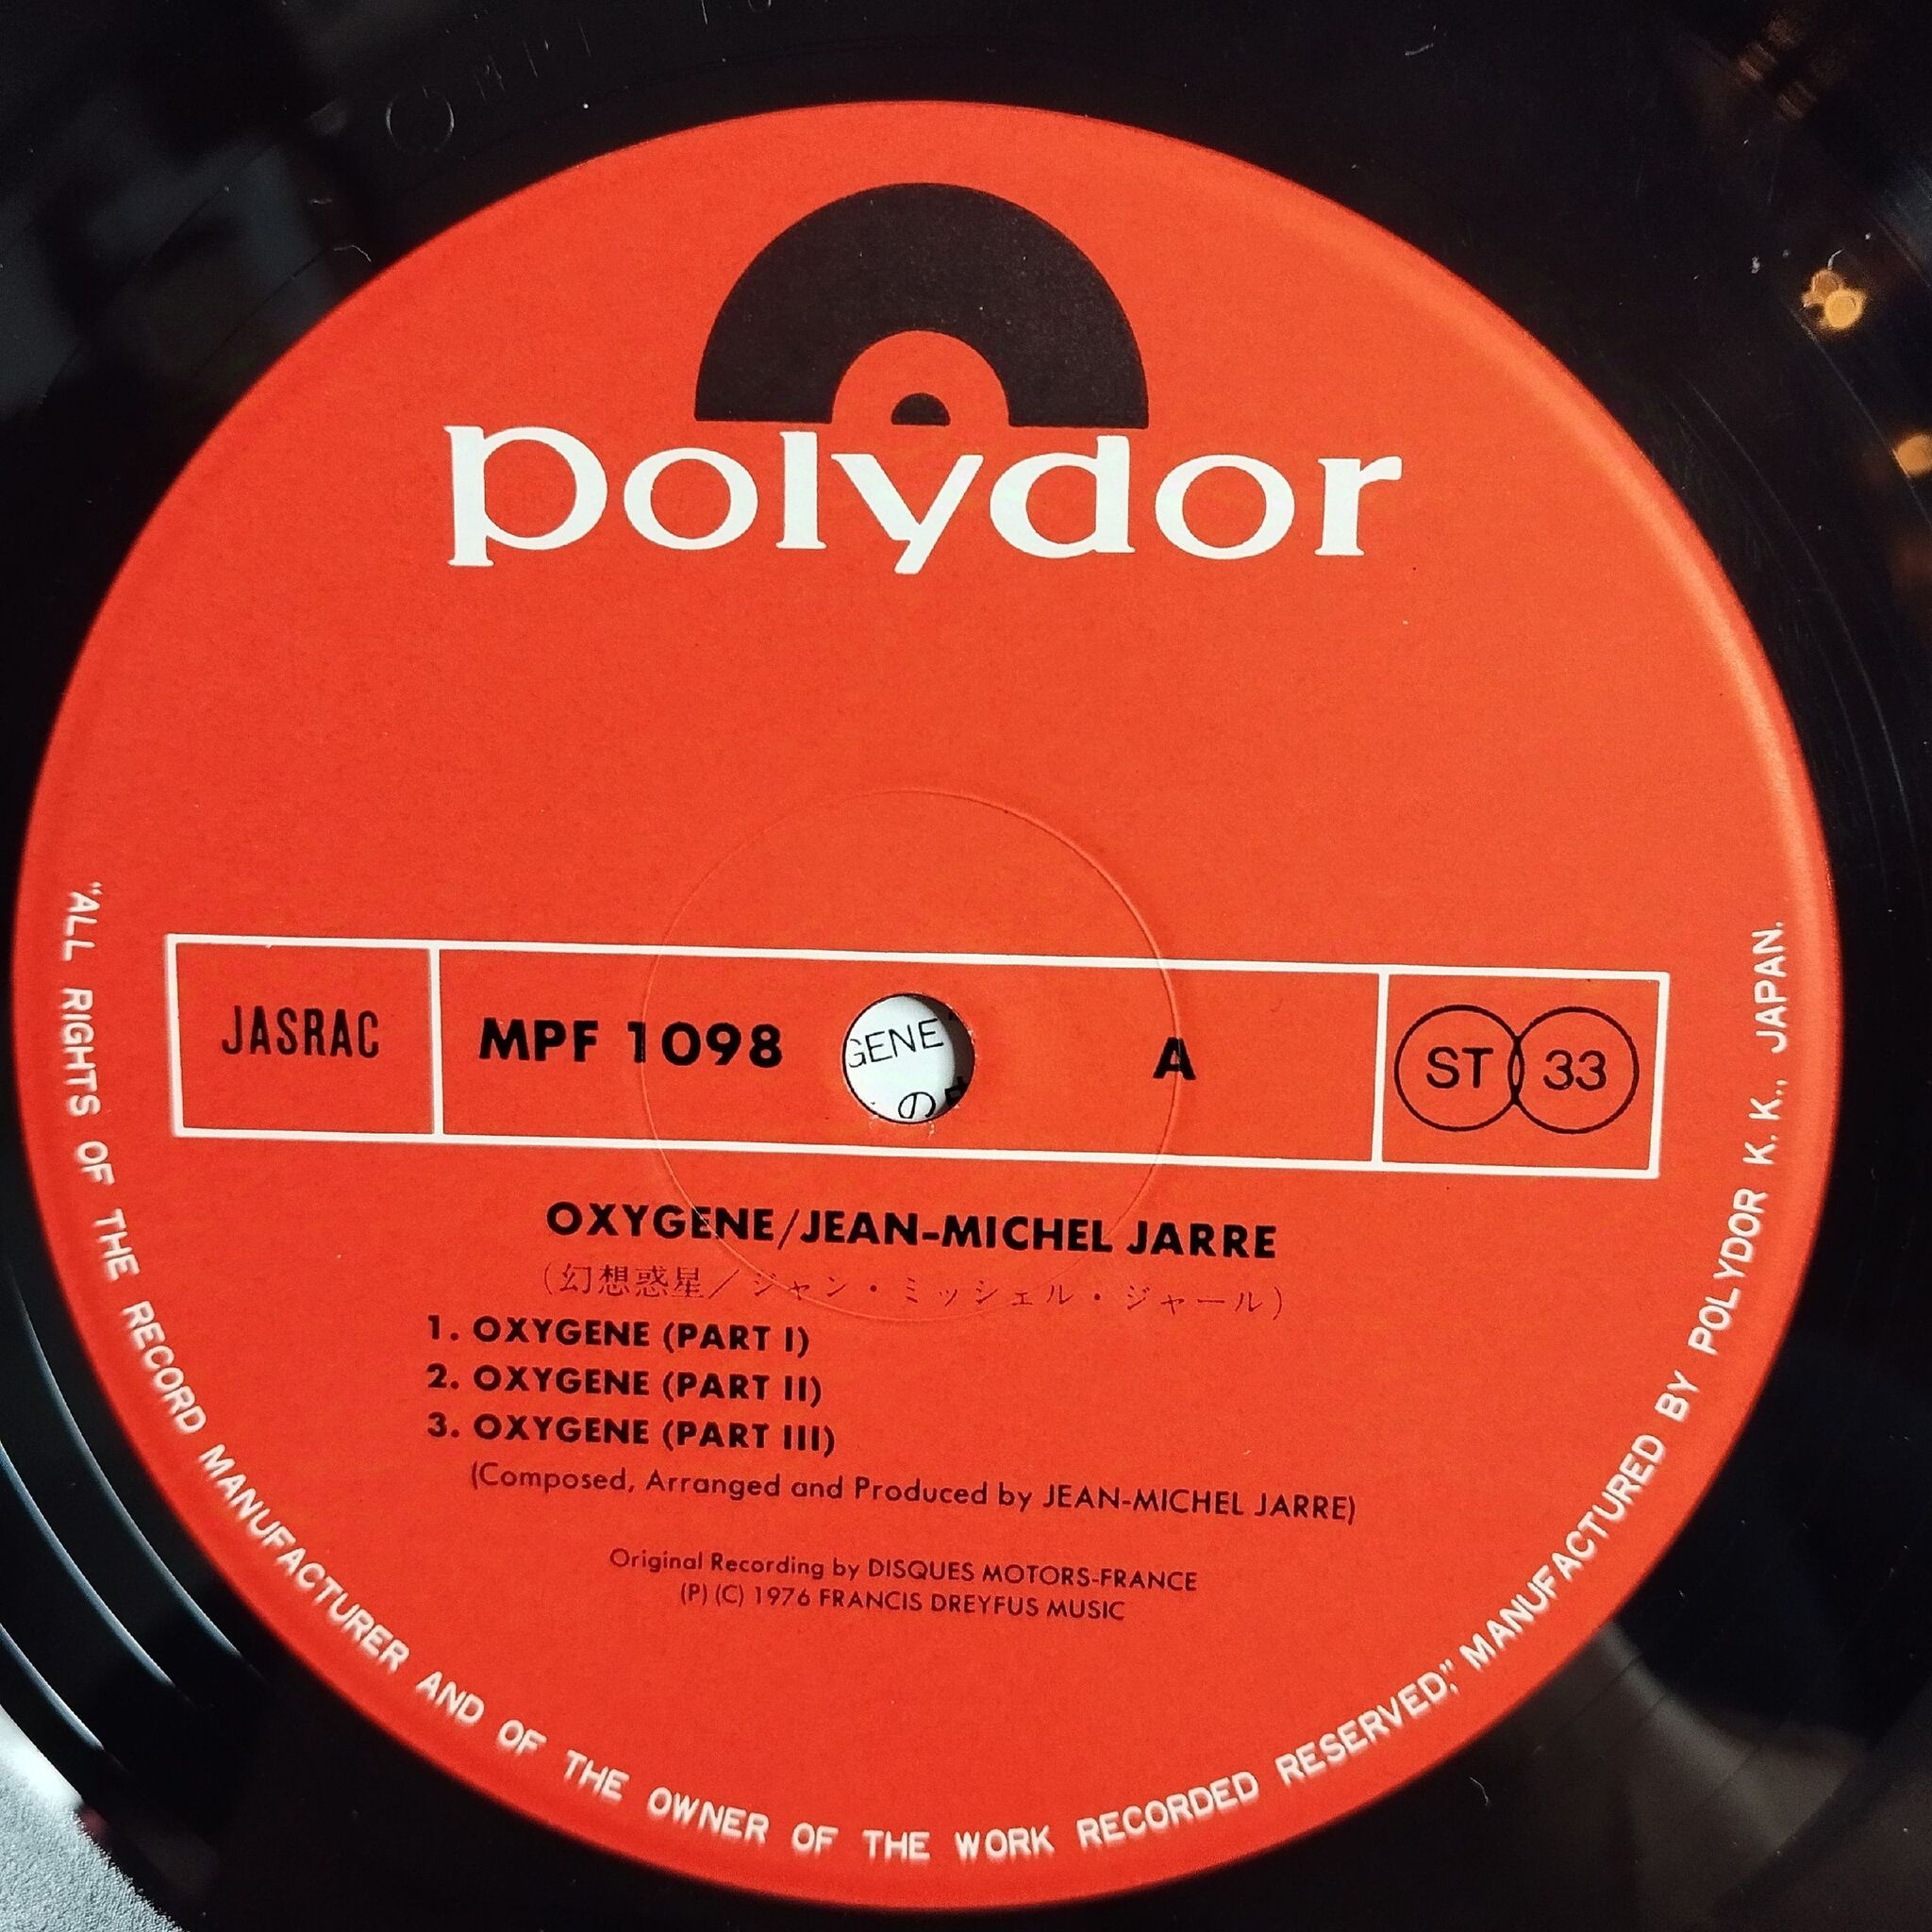 polydor
JASRAC
MPF 1098
GENE
の
A
ST 33
OXYGENE/JEAN-MICHEL JARRE
(幻想惑星／ジャン・ミッシェル・ジャール)
1. OXYGENE (PART I)
2. OXYGENE (PART II)
3. OXYGENE (PART III)
(Composed, Arranged and Produced by JEAN-MICHEL JARRE)
Original Recording by DISQUES MOTORS-FRANCE
(P) (C) 1976 FRANCIS DREYFUS MUSIC
"ALL RIGHTS OF THE RECORD MANUFACTURER AND OF THE OWNER OF THE WORK RECORDED RESERVED," MANUFACTURED BY POLYDOR K.K., JAPAN.